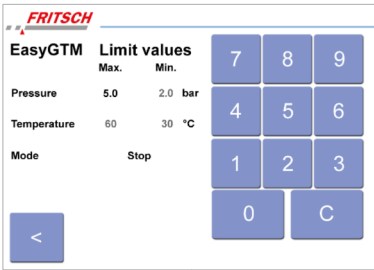 FRITSCH
EasyGTM Limit values
Max. Min.
Pressure 5.0 2.0 bar
Temperature 60 30 °C
Mode Stop
7 8 9
4 5 6
1 2 3
0 C
<